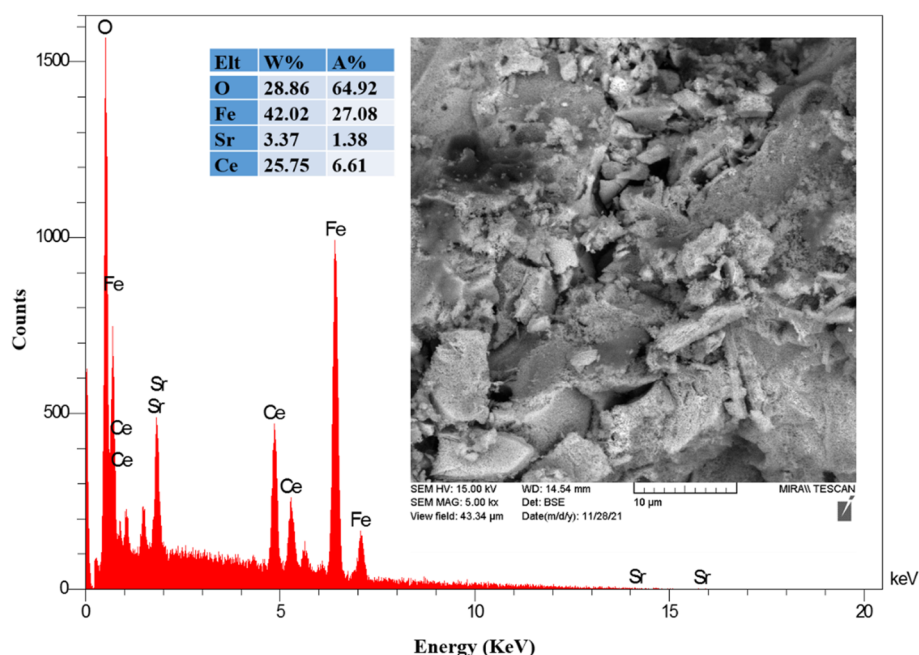 O
Elt W% A%
O 28.86 64.92
Fe 42.02 27.08
Sr 3.37 1.38
Ce 25.75 6.61
1500
1000
500
0
Counts
Fe
Ce
Ce
Sr
Sr
Ce
Ce
Fe
Fe
Sr
Sr
keV
0 5 10 15 20
Energy (KeV)
SEM HV: 15.00 kV WD: 14.54 mm MIRA\\ TESCAN
SEM MAG: 5.00 kx Det: BSE 10 µm
View field: 43.34 µm Date(m/d/y): 11/28/21